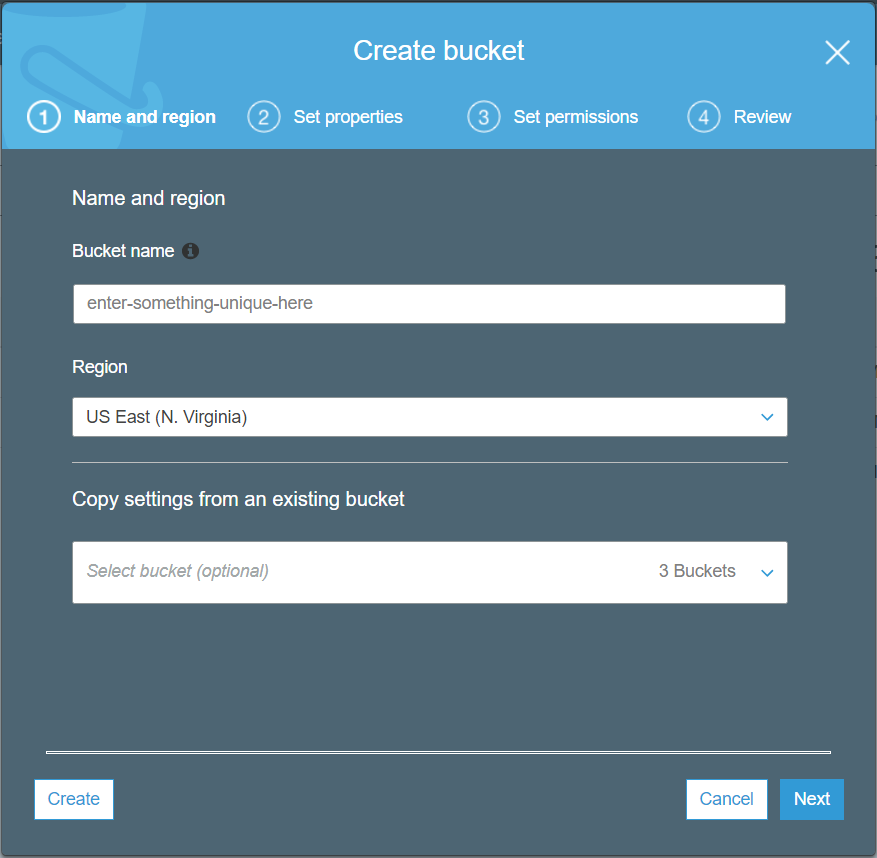 Create bucket
1 Name and region 2 Set properties 3 Set permissions 4 Review
Name and region
Bucket name
enter-something-unique-here
Region
US East (N. Virginia)
Copy settings from an existing bucket
Select bucket (optional) 3 Buckets
Create Cancel Next